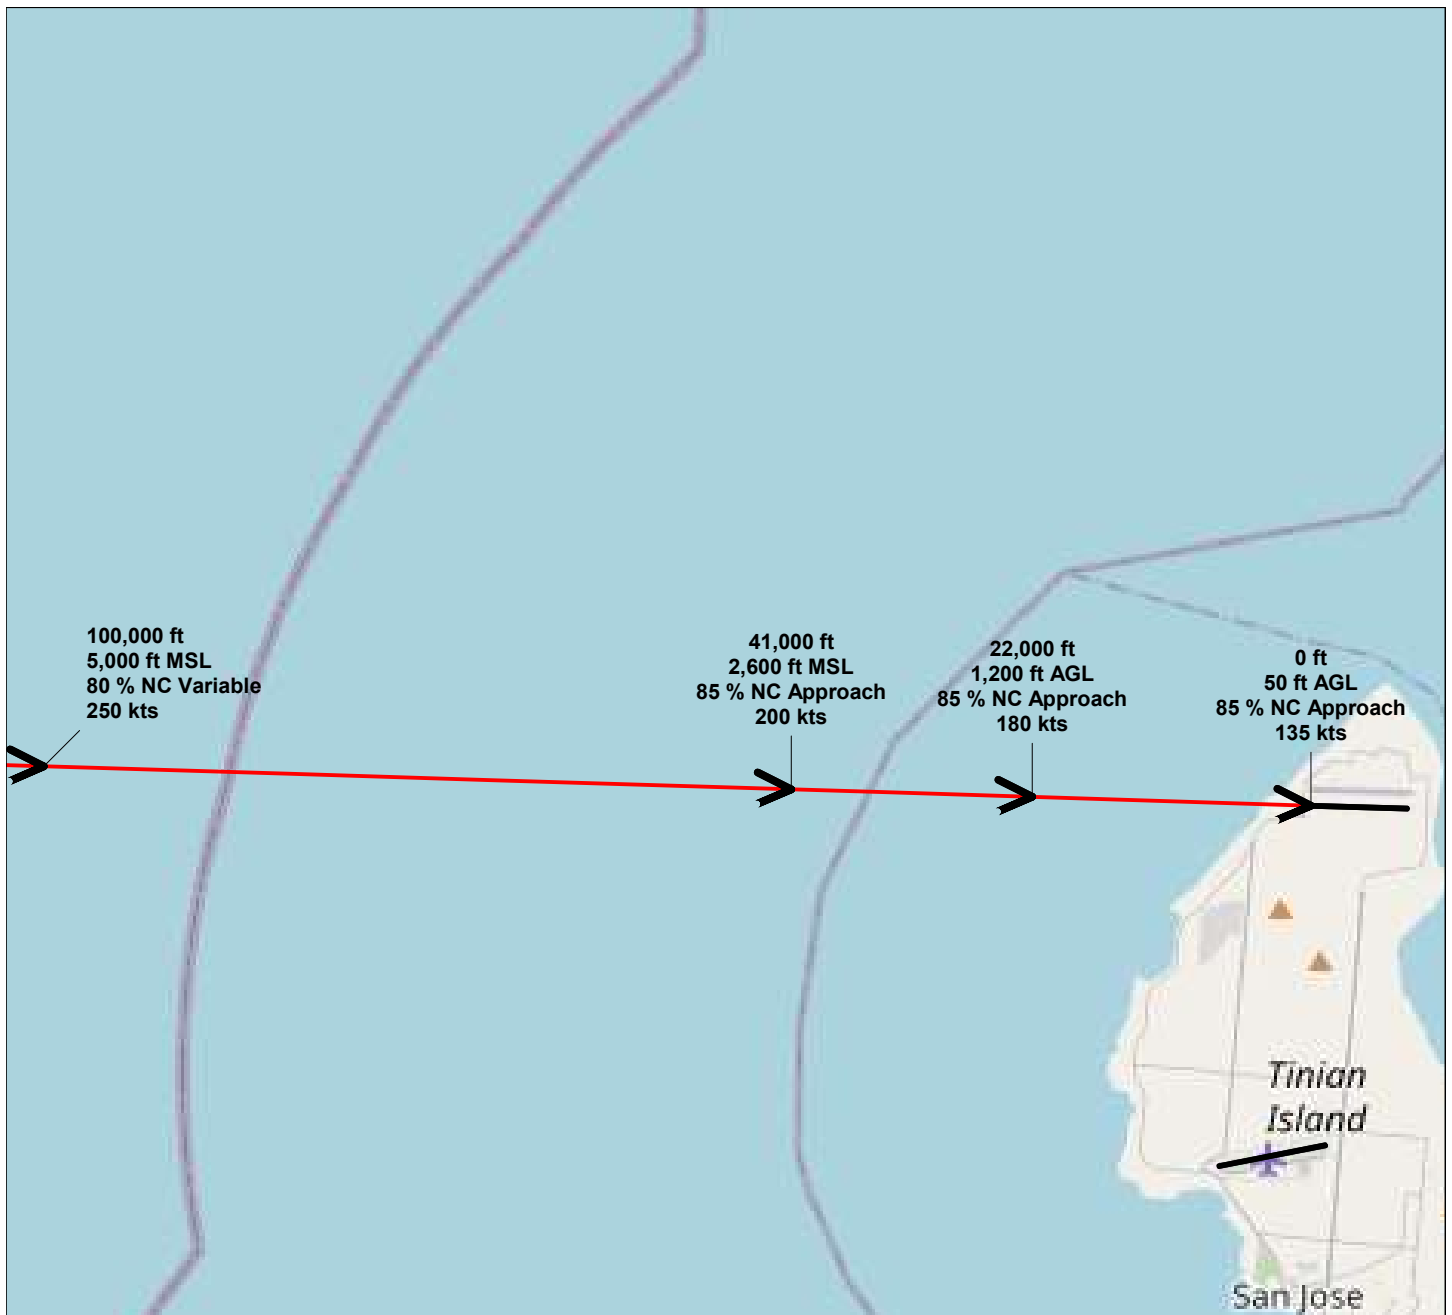 100,000 ft
5,000 ft MSL
80 % NC Variable
250 kts
41,000 ft
2,600 ft MSL
85 % NC Approach
200 kts
22,000 ft
1,200 ft AGL
85 % NC Approach
180 kts
0 ft
50 ft AGL
85 % NC Approach
135 kts
Tinian
Island
San Jose